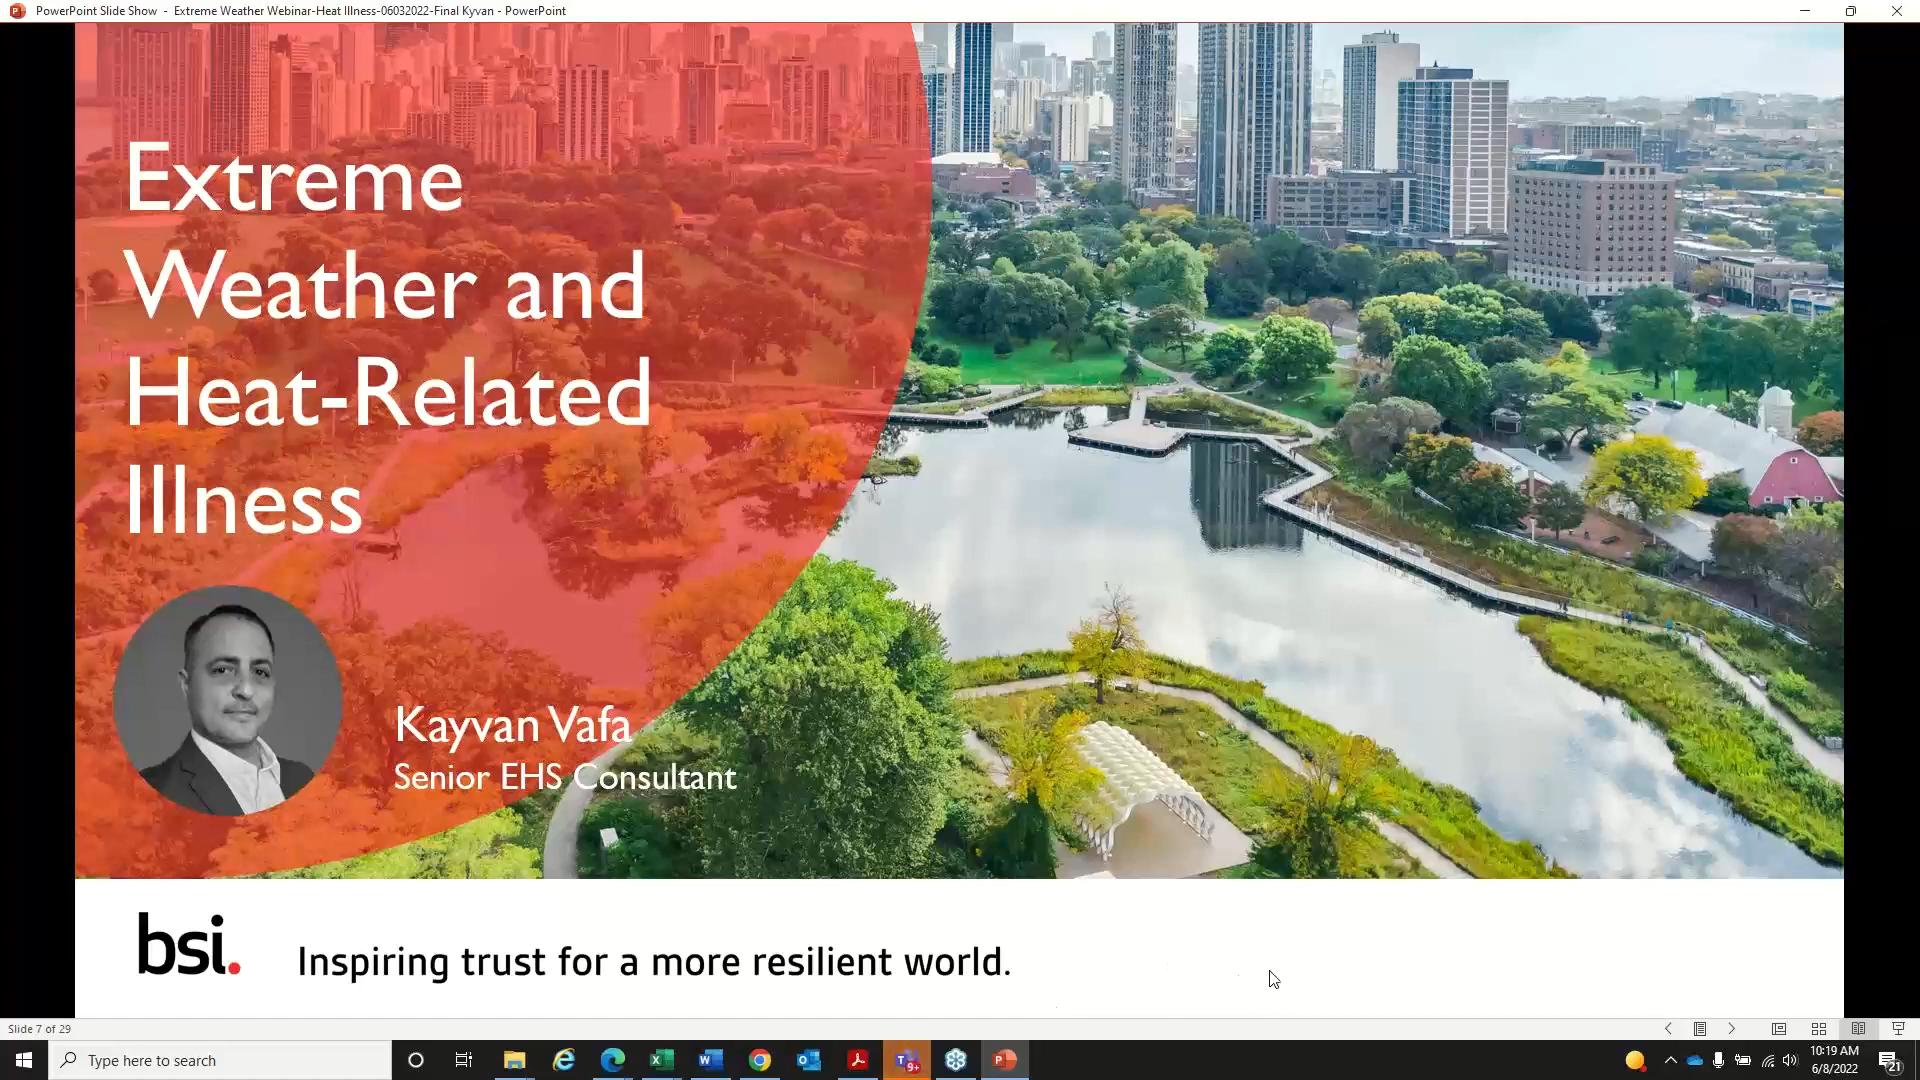 PowerPoint Slide Show - Extreme Weather Webinar-Heat Illness-06032022-Final Kyvan - PowerPoint
Extreme
Weather and
Heat-Related
Illness
Kayvan Vafa
Senior EHS Consultant
bsi.
Inspiring trust for a more resilient world.
Slide 7 of 29
Type here to search
9+
10:19 AM
6/8/2022
21